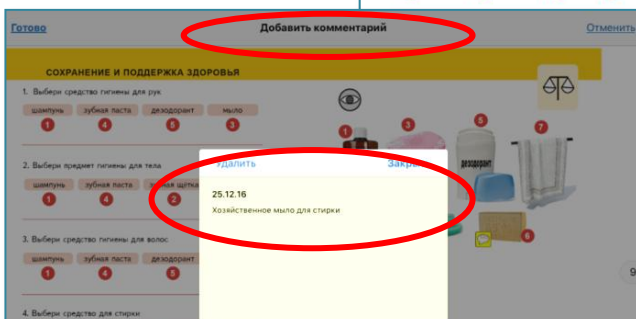 Готово Добавить комментарий Отменить
СОХРАНЕНИЕ И ПОДДЕРЖКА ЗДОРОВЬЯ
1. Выбери средство гигиены для рук
шампунь зубная паста дезодорант мыло
1 4 5 3
1 3 5 7
дезодорант
2. Выбери предмет гигиены для тела
шампунь зубная паста зубная щётка
1 4 2
Удалить Закры
25.12.16
Хозяйственное мыло для стирки
6
3. Выбери средство гигиены для волос
шампунь зубная паста дезодорант
1 4 5
9
4. Выбери средство для стирки